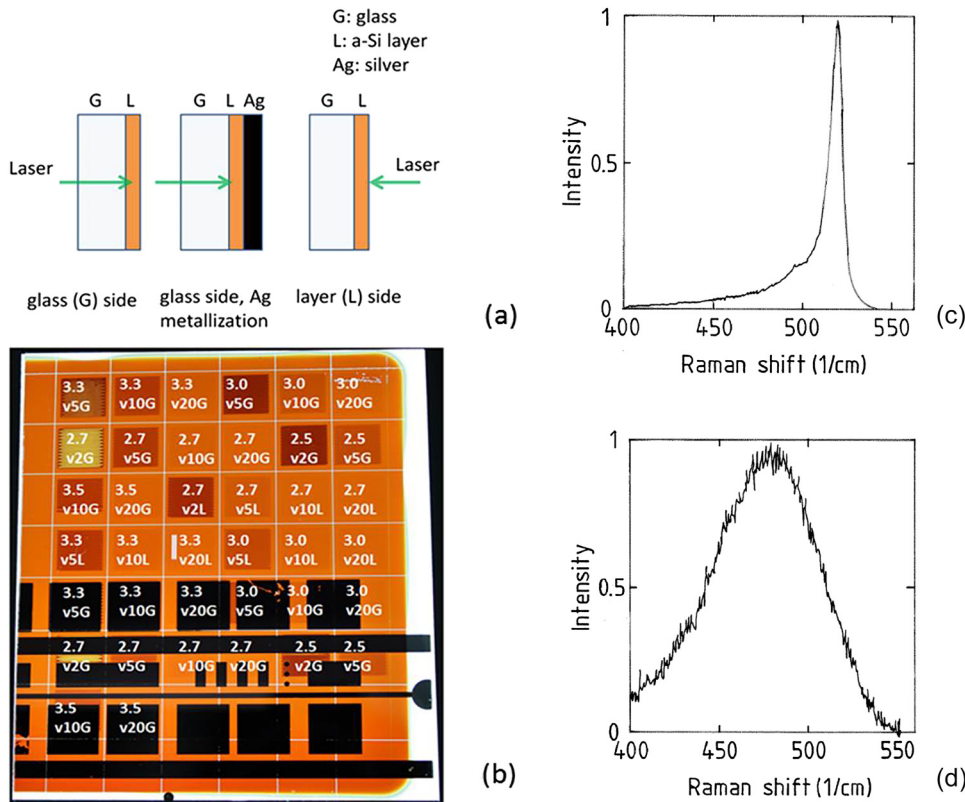 G: glass
L: a-Si layer
Ag: silver
G L
G L Ag
G L
Laser
Laser
glass (G) side
glass side, Ag
metallization
layer (L) side
(a)
3.3 3.3 3.3 3.0 3.0 3.0
v5G v10G v20G v5G v10G v20G
2.7 2.7 2.7 2.7 2.5 2.5
v2G v5G v10G v20G v2G v5G
3.5 3.5 2.7 2.7 2.7 2.7
v10G v20G v2L v5L v10L v20L
3.3 3.3 3.3 3.0 3.0 3.0
v5L v10L v20L v5L v10L v20L
3.3 3.3 3.3 3.0 3.0 3.0
v5G v10G v20G v5G v10G v20G
2.7 2.7 2.7 2.7 2.5 2.5
v2G v5G v10G v20G v2G v5G
3.5 3.5
v10G v20G
(b)
1
0.5
0
Intensity
400 450 500 550
Raman shift (1/cm)
(c)
1
0.5
0
Intensity
400 450 500 550
Raman shift (1/cm)
(d)